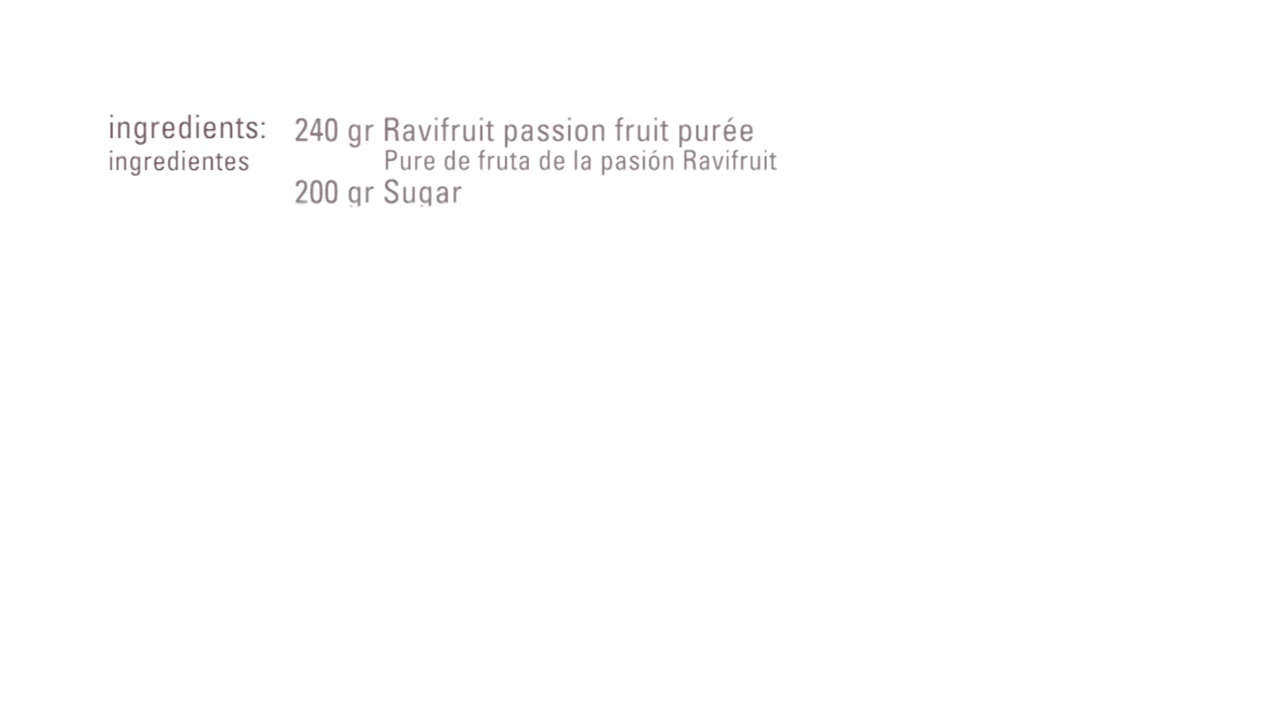 ingredients: 240 gr Ravifruit passion fruit purée
ingredientes Pure de fruta de la pasión Ravifruit
200 gr Sugar